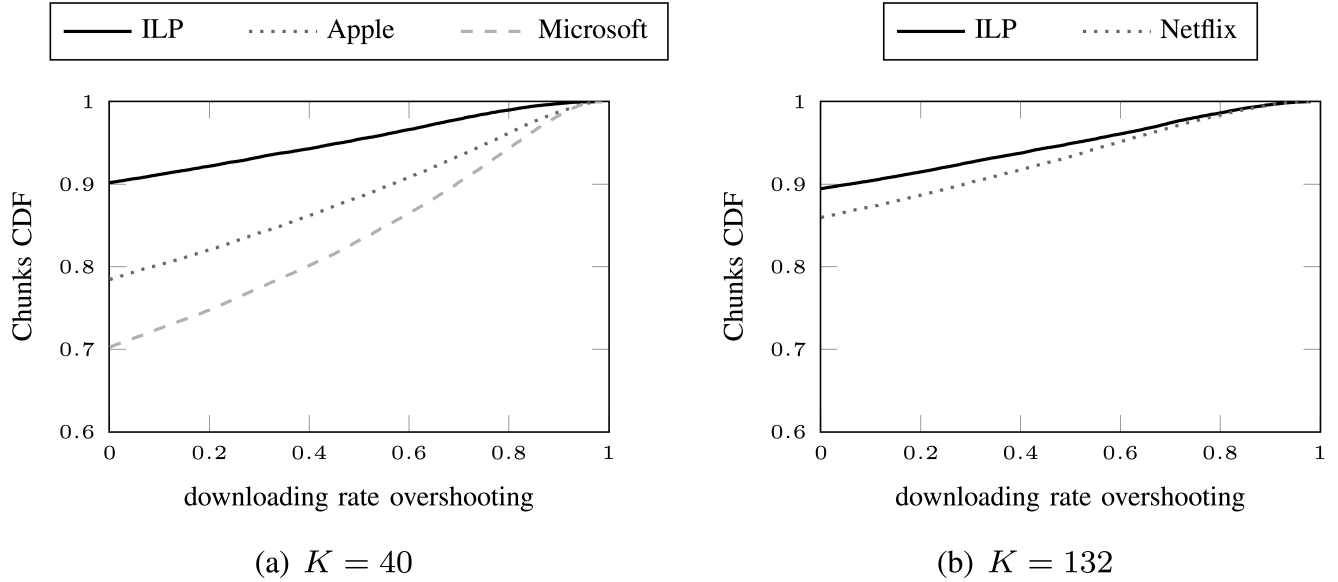 ILP Apple Microsoft
1
0.9
0.8
0.7
0.6
0 0.2 0.4 0.6 0.8 1
Chunks CDF
downloading rate overshooting
(a) K = 40
ILP Netflix
1
0.9
0.8
0.7
0.6
0 0.2 0.4 0.6 0.8 1
Chunks CDF
downloading rate overshooting
(b) K = 132